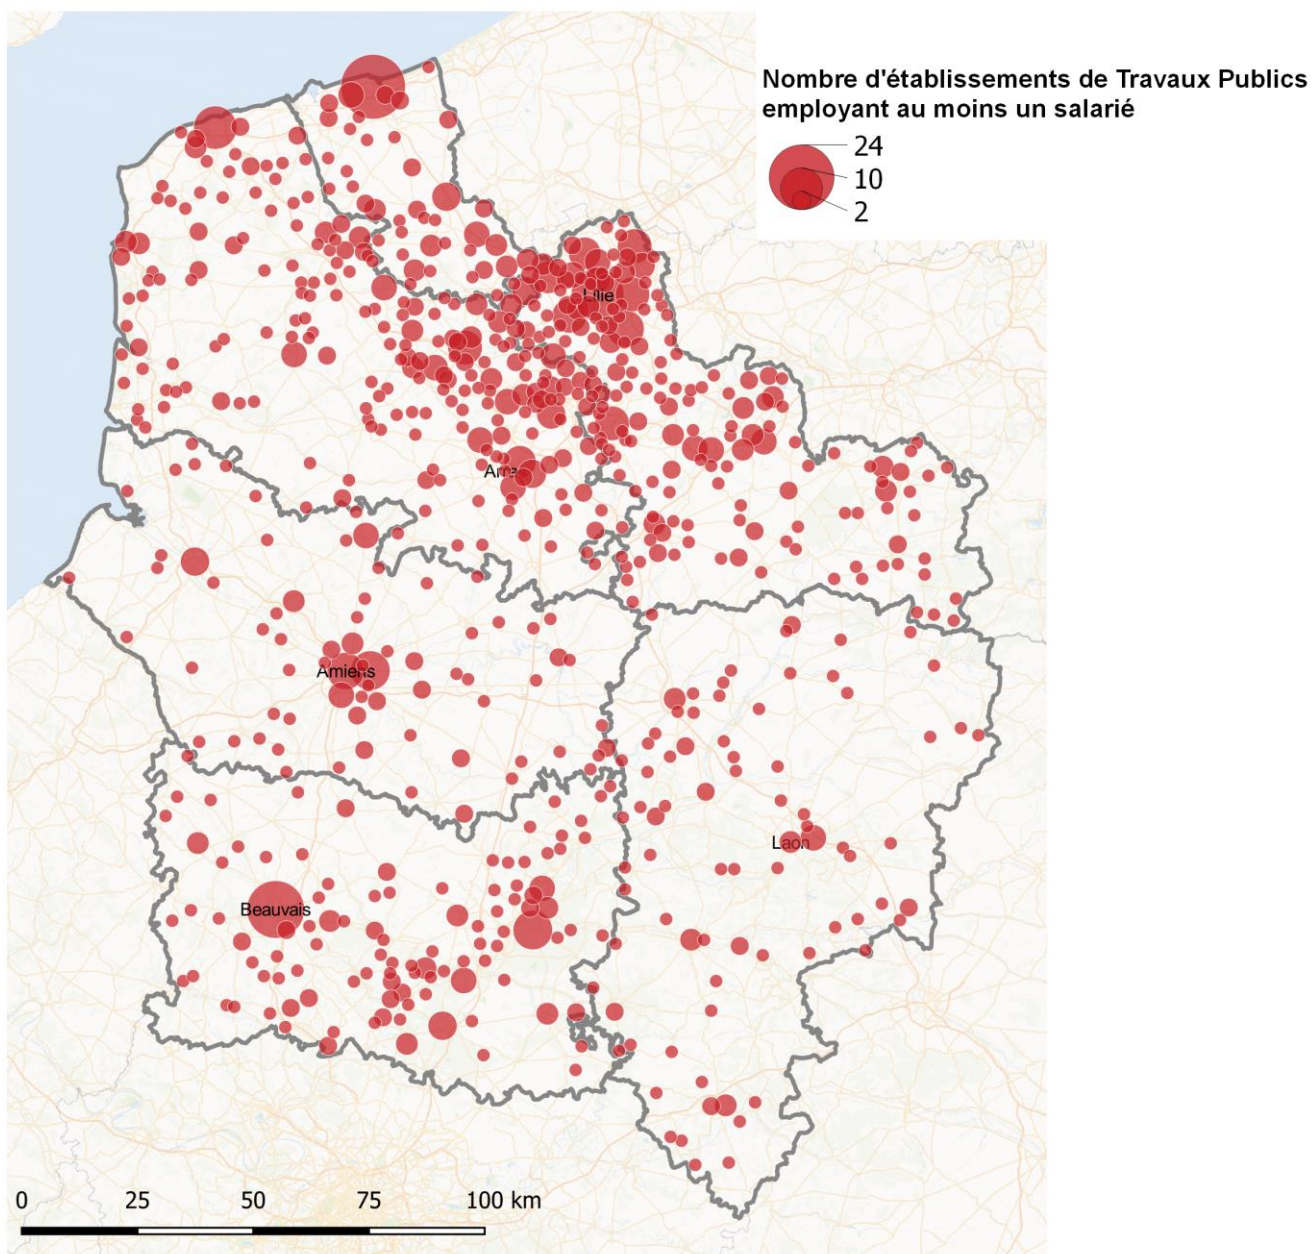 Nombre d'établissements de Travaux Publics
employant au moins un salarié
24
10
2
Lille
Arras
Amiens
Laon
Beauvais
0 25 50 75 100 km